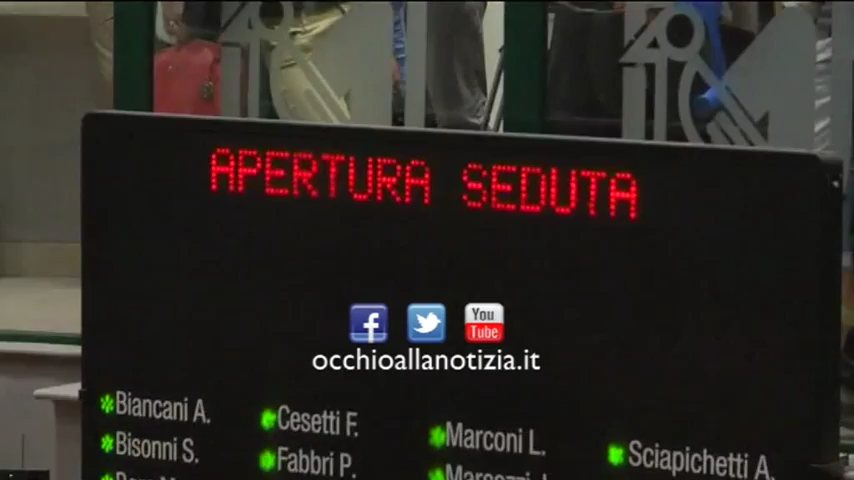 APERTURA SEDUTA
You
Tube
occhioallanotizia.it
Biancani A.
Cesetti F.
Marconi L.
Sciapichetti A.
Bisonni S.
Fabbri P.